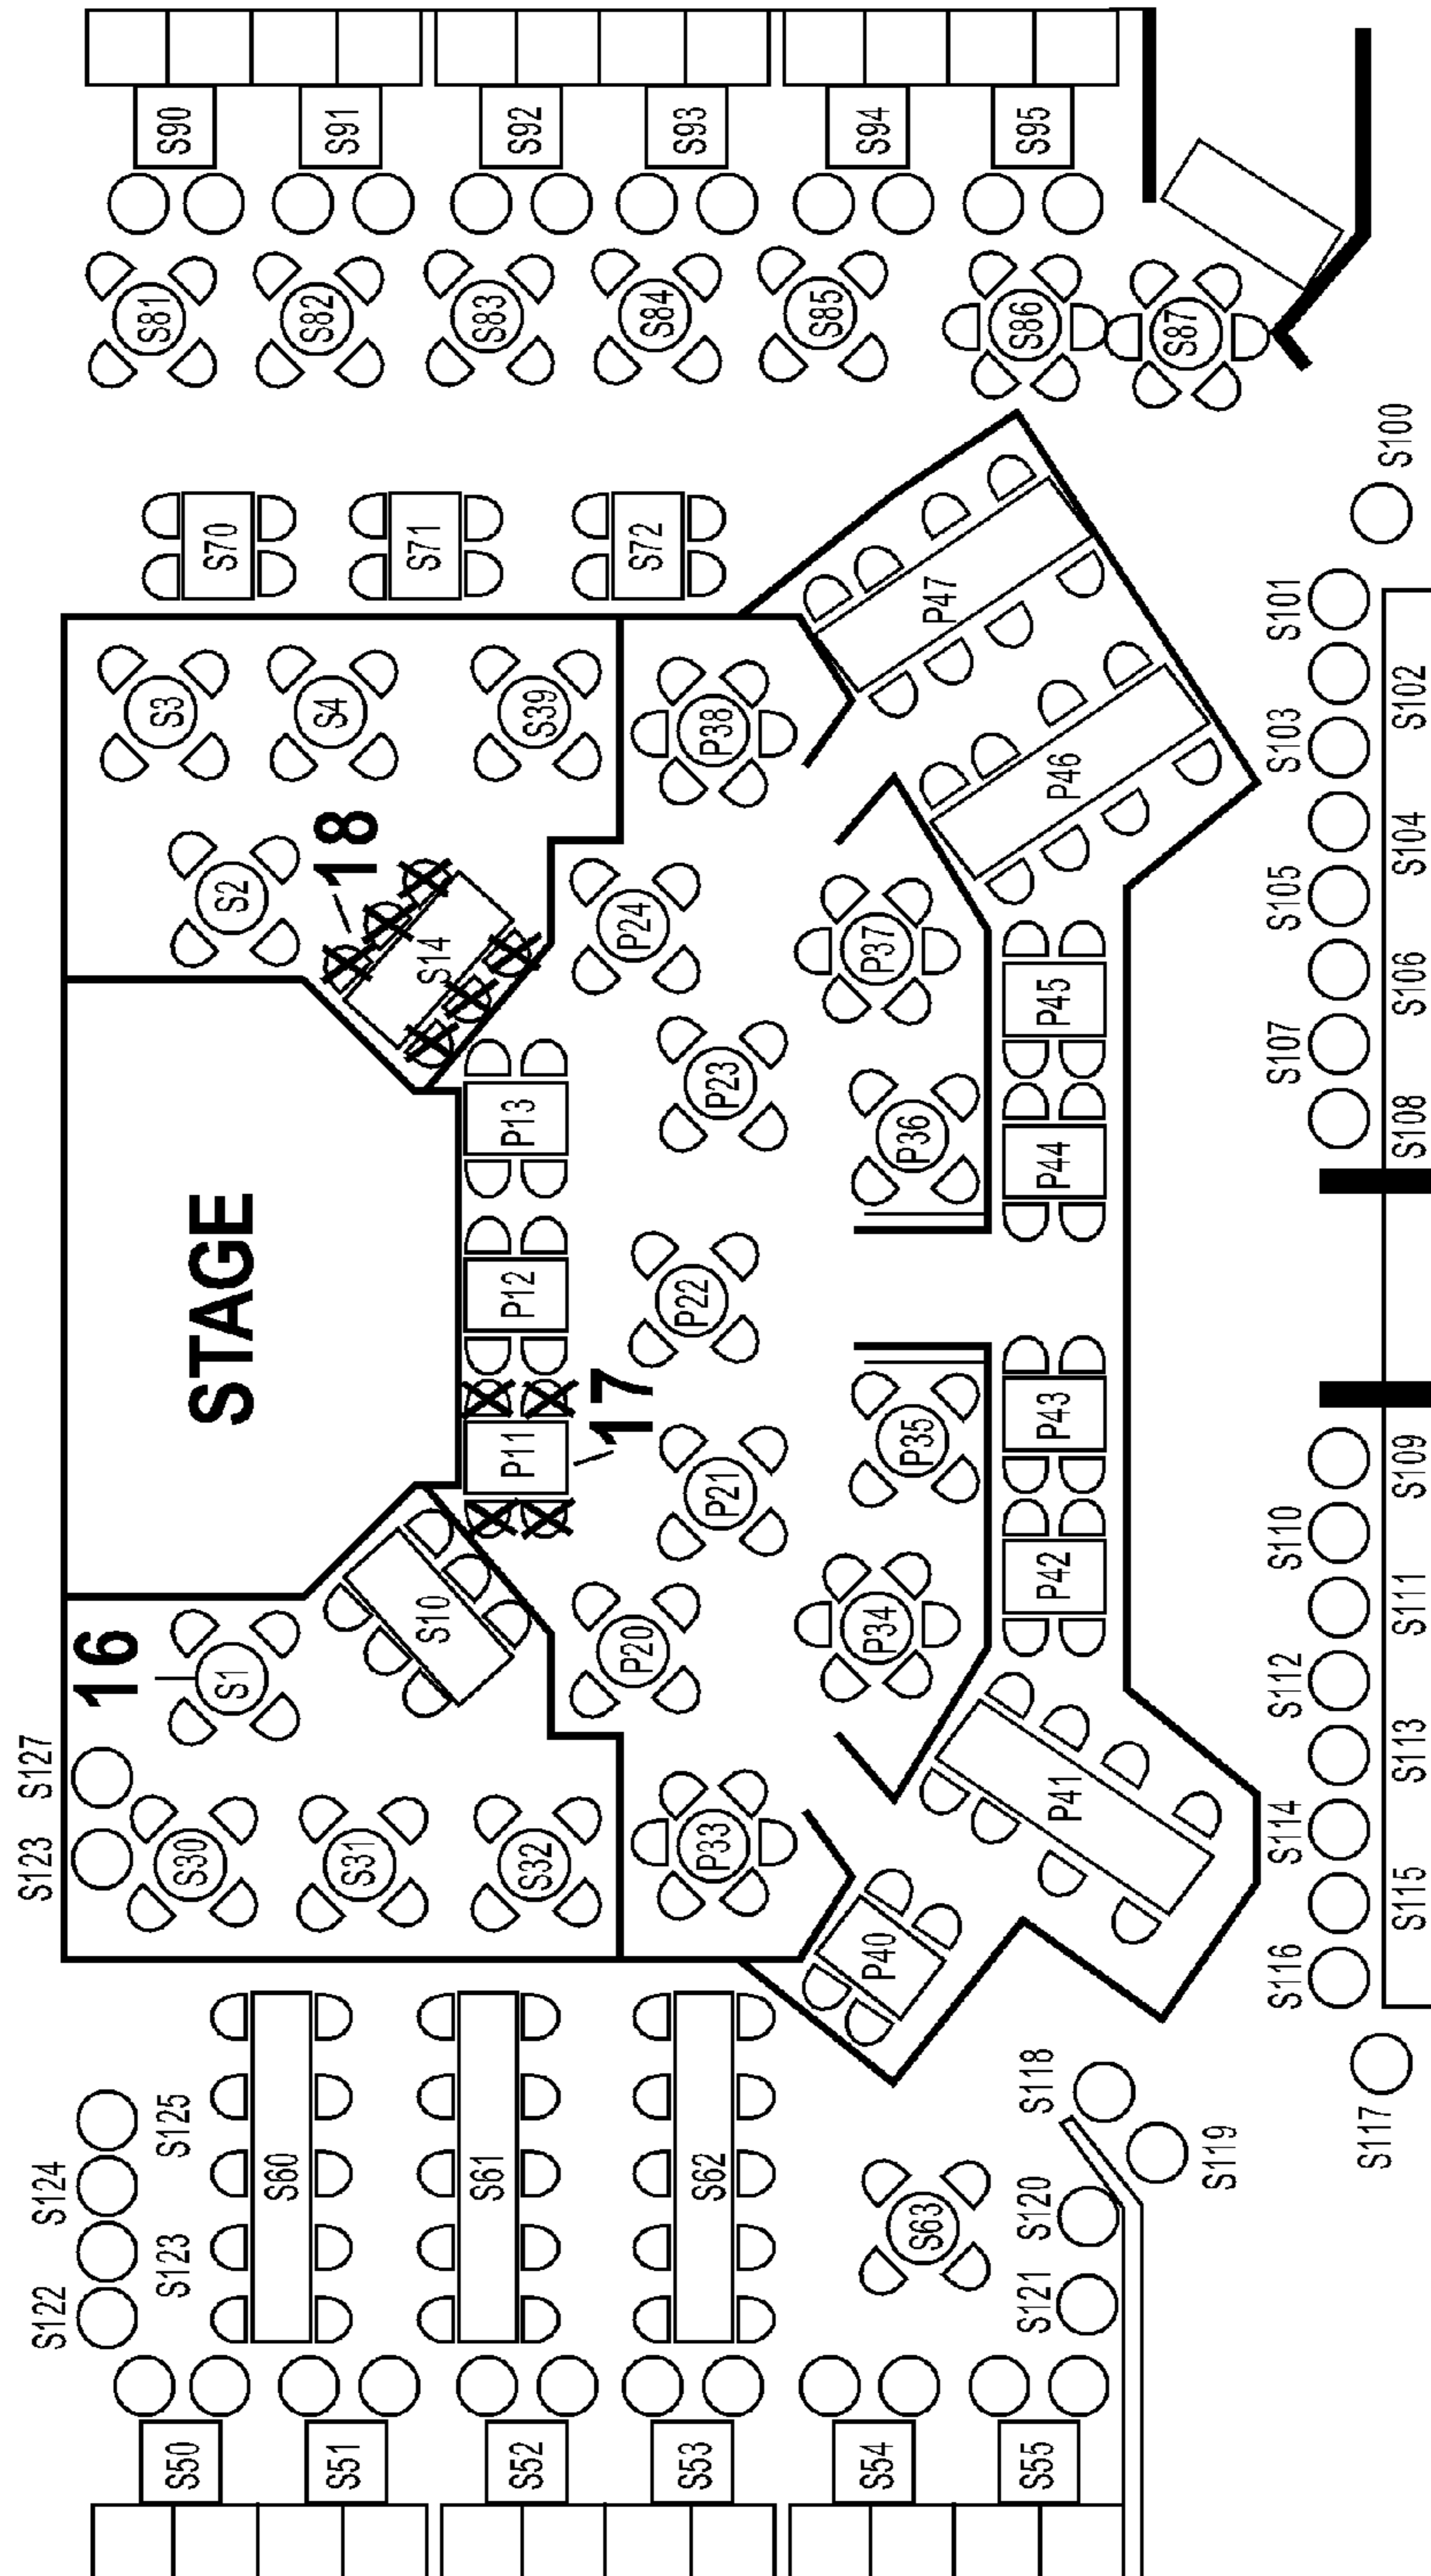 S122
S124
S123
S127
S123
S125
16
S50
S60
S30
S1
STAGE
S2
S3
S70
S81
S90
S51
S61
S31
S10
18
S14
S4
S71
S82
S91
S52
S62
S32
P11
P12
P13
S39
S72
S83
S92
17
S53
P33
P20
P21
P22
P23
P24
P38
S84
S93
S54
S63
P40
P34
P35
P36
P37
P47
S85
S94
S55
S121
S120
S118
P41
P42
P43
P44
P45
P46
S86
S95
S87
S119
S116
S114
S112
S110
S107
S105
S103
S101
S117
S115
S113
S111
S109
S108
S106
S104
S102
S100